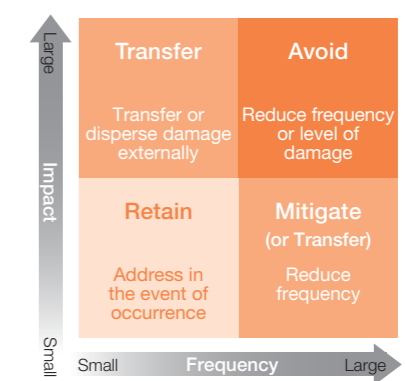 Large
Impact
Small
Transfer
Transfer or
disperse damage
externally
Avoid
Reduce frequency
or level of
damage
Retain
Address in
the event of
occurrence
Mitigate
(or Transfer)
Reduce
frequency
Small
Frequency
Large